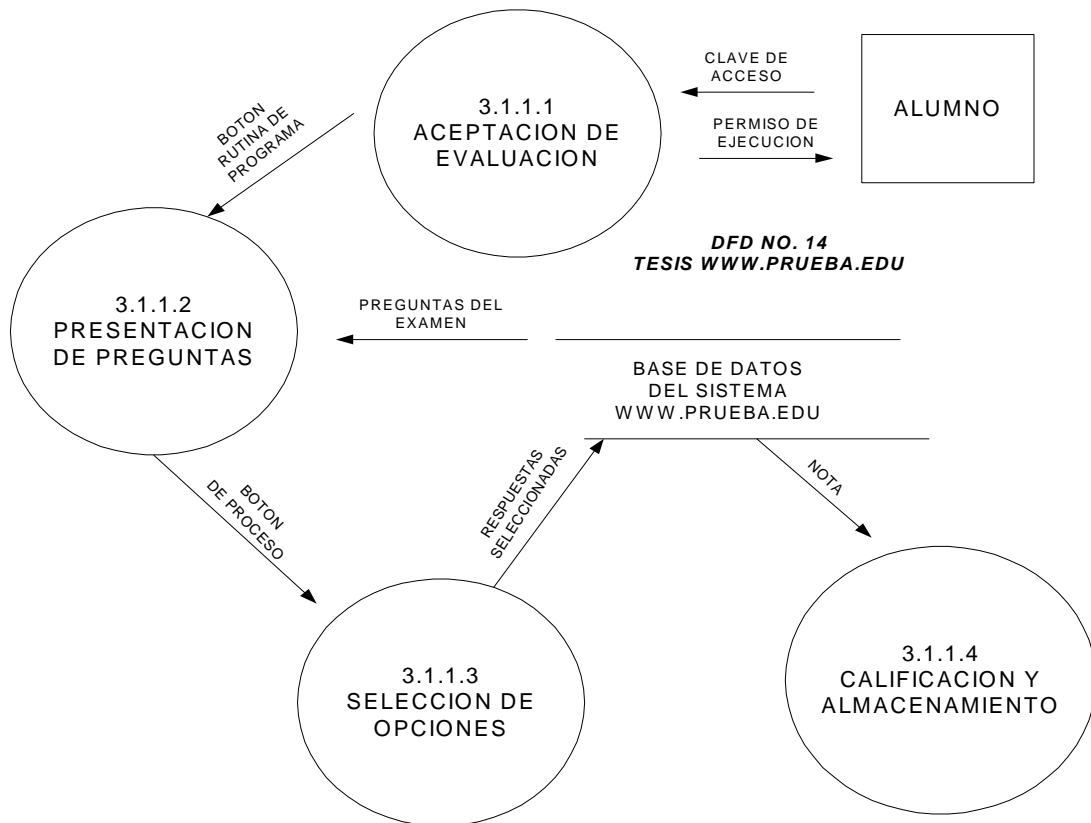 CLAVE DE
ACCESO
ALUMNO
3.1.1.1
ACEPTACION DE
EVALUACION
PERMISO DE
EJECUCION
BOTON
RUTINA DE
PROGRAMA
DFD NO. 14
TESIS WWW.PRUEBA.EDU
3.1.1.2
PRESENTACION
DE PREGUNTAS
PREGUNTAS DEL
EXAMEN
BASE DE DATOS
DEL SISTEMA
WWW.PRUEBA.EDU
BOTON
DE PROCESO
RESPUESTAS
SELECCIONADAS
NOTA
3.1.1.3
SELECCION DE
OPCIONES
3.1.1.4
CALIFICACION Y
ALMACENAMIENTO